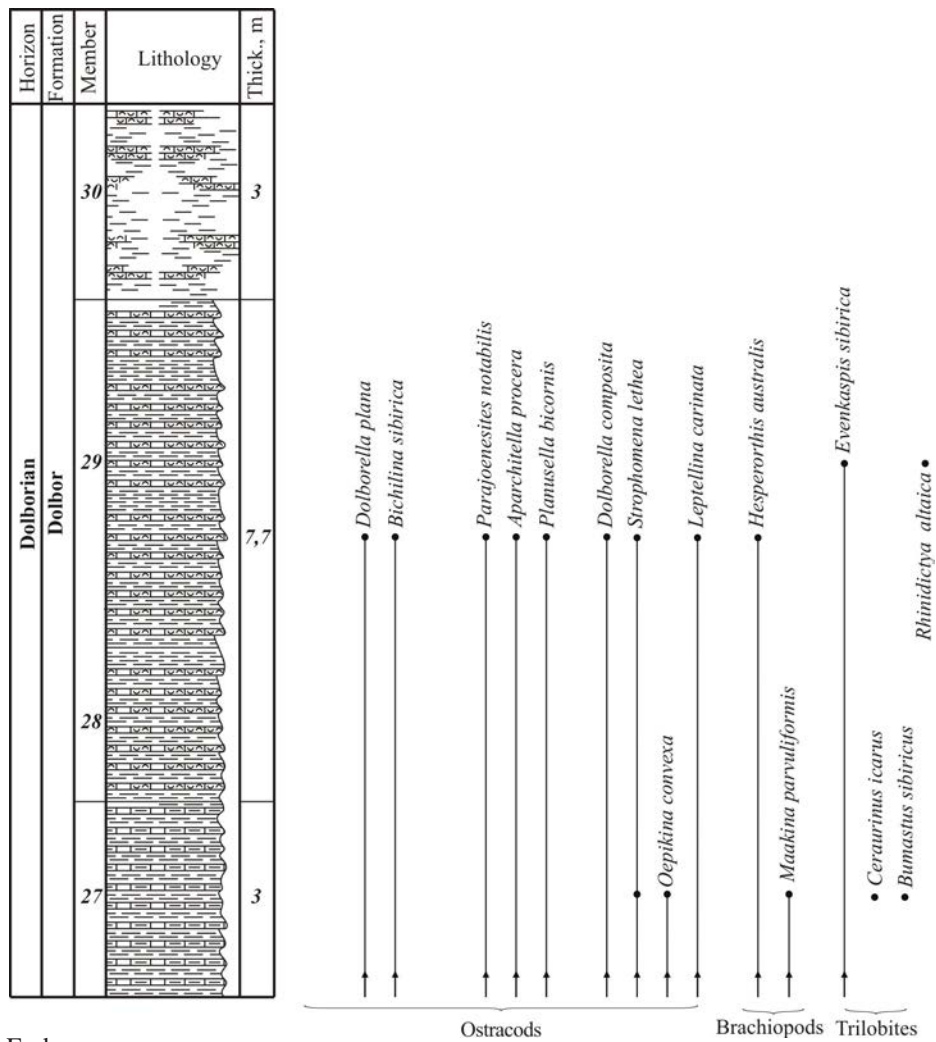 Horizon
Formation
Member
Lithology
Thick., m
Dolborian
Dolbor
30
3
29
7,7
28
27
3
Dolborella plana
Bichilina sibirica
Parajoenesites notabilis
Aparchitella procera
Planusella bicornis
Dolborella composita
Strophomena lethea
Oepikina convexa
Leptellina carinata
Hesperorthis australis
Maakina parvuliformis
Evenkaspis sibirica
Ceraurinus icarus
Bumastus sibiricus
Rhinidictya altaica
Ostracods
Brachiopods
Trilobites